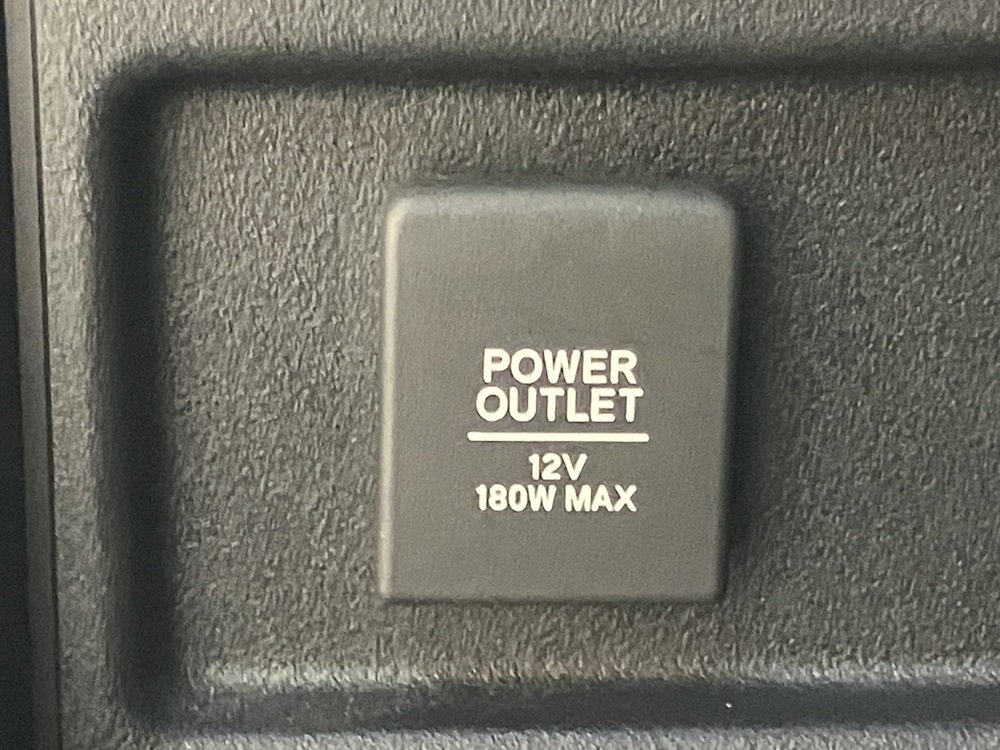 POWER
OUTLET
12V
180W MAX